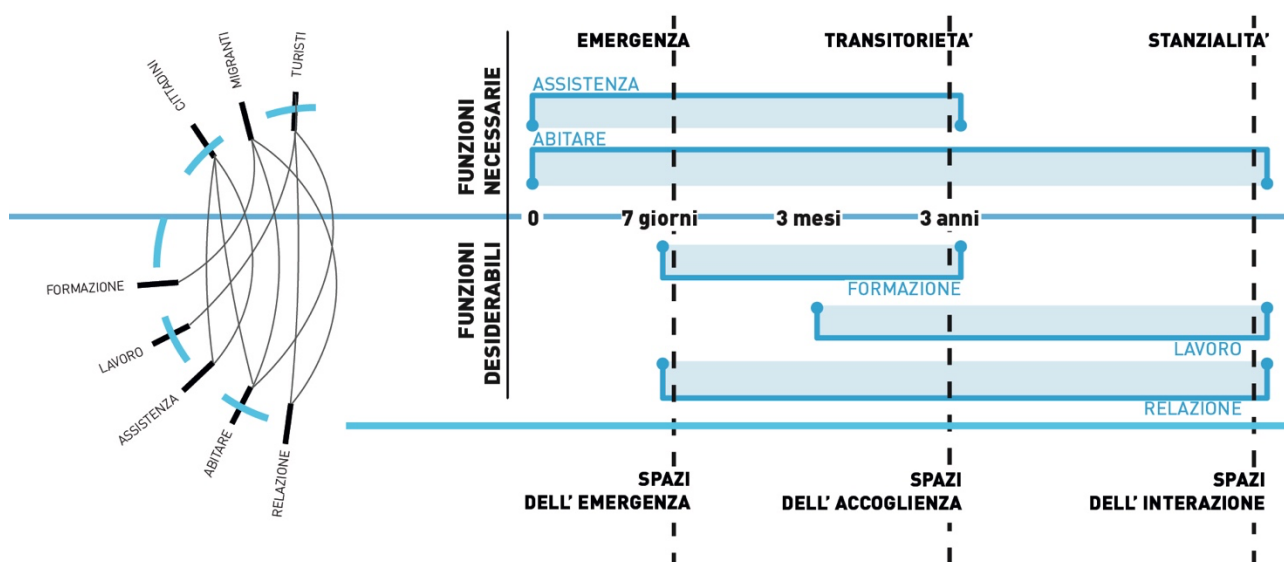 CITTADINI
MIGRANTI
TURISTI
FORMAZIONE
LAVORO
ASSISTENZA
ABITARE
RELAZIONE
EMERGENZA
TRANSITORIETA'
STANZIALITA'
FUNZIONI
NECESSARIE
ASSISTENZA
ABITARE
0
7 giorni
3 mesi
3 anni
FUNZIONI
DESIDERABILI
FORMAZIONE
LAVORO
RELAZIONE
SPAZI
DELL' EMERGENZA
SPAZI
DELL' ACCOGLIENZA
SPAZI
DELL' INTERAZIONE